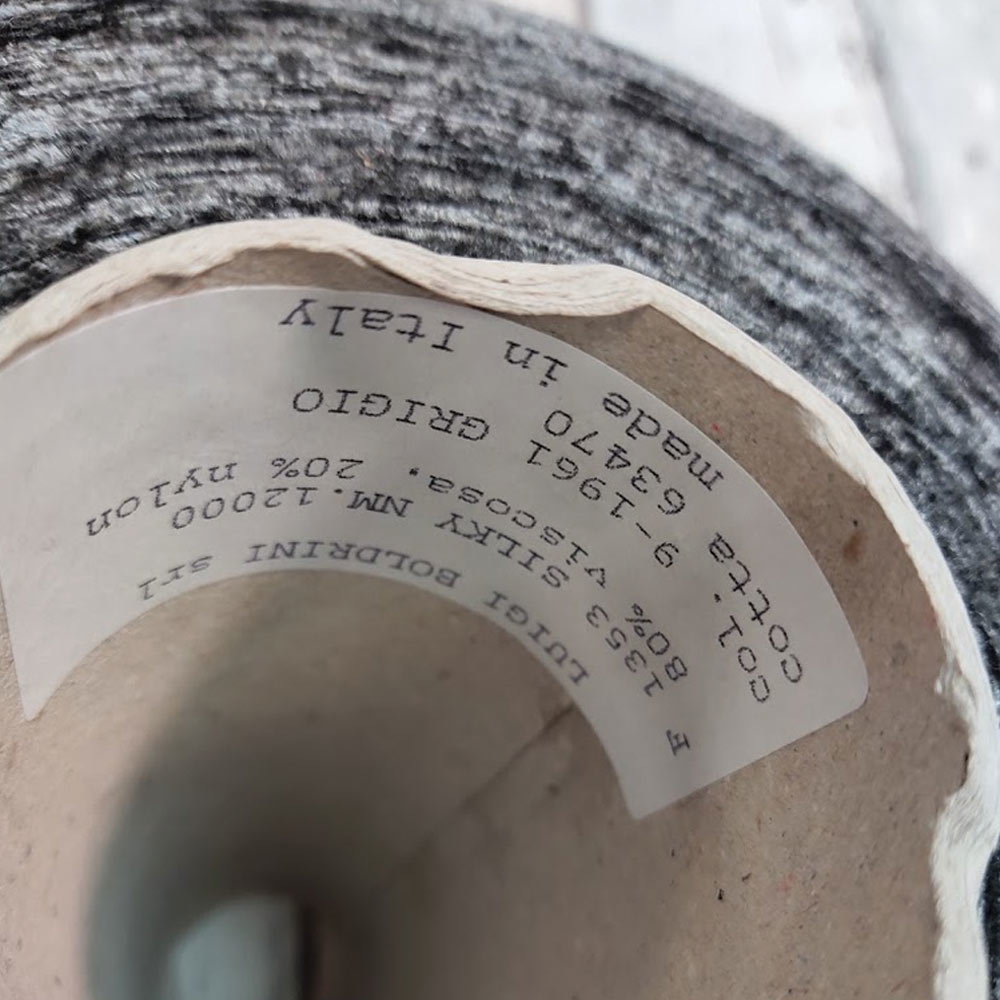 LUIGI BOLDRINI srl
F 1353 SILKY NM.12000
80% viscosa. 20% nylon
col. 9-1961 GRIGIO
cotta 63470
made in Italy